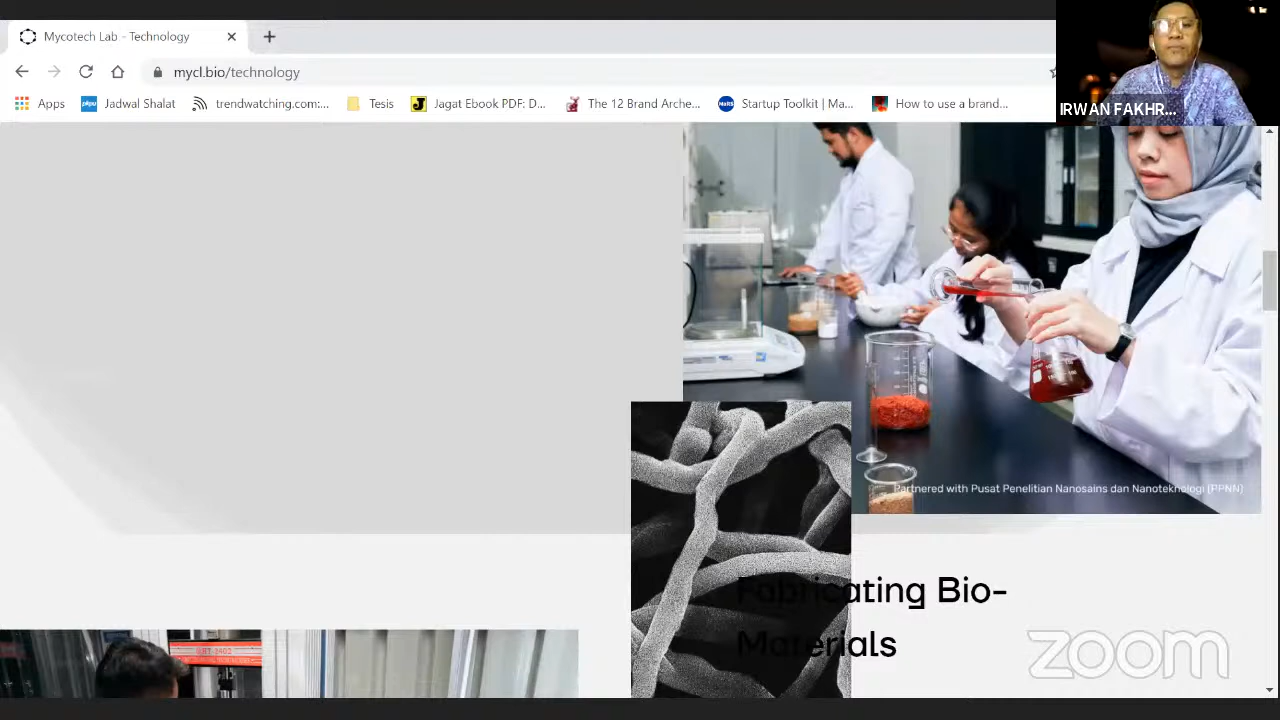 Mycotech Lab - Technology
mycl.bio/technology
Apps
pkpu
Jadwal Shalat
trendwatching.com:...
Tesis
J
Jagat Ebook PDF: D...
The 12 Brand Arche...
MaRS
Startup Toolkit | Ma...
How to use a brand...
IRWAN FAKHR...
Partnered with Pusat Penelitian Nanosains dan Nanoteknologi (PPNN)
Fabricating Bio-
Materials
zoom